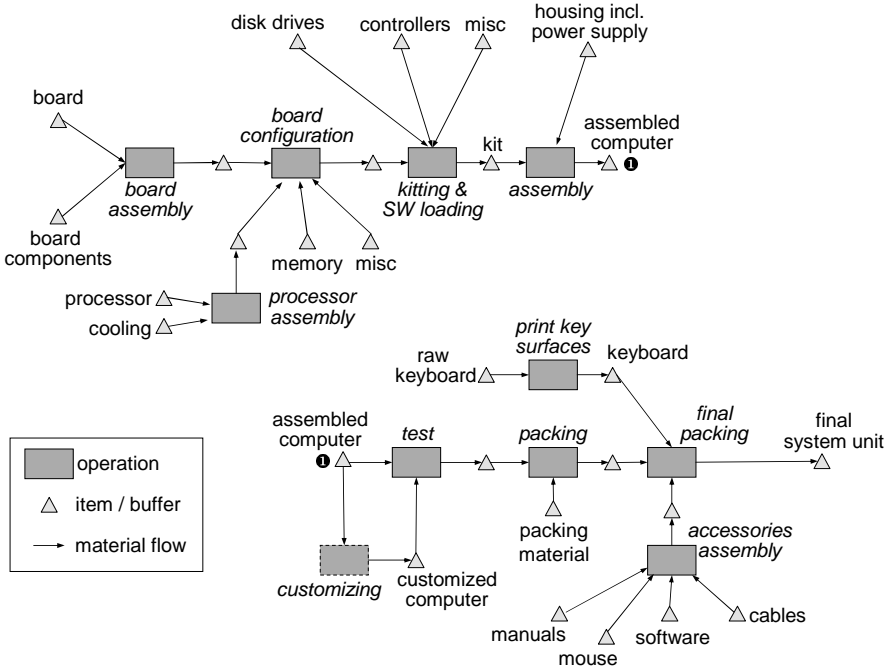 disk drives
controllers
misc
housing incl.
power supply
board
board
configuration
kit
assembled
computer
❶
board
assembly
kitting &
SW loading
assembly
board
components
memory
misc
processor
cooling
processor
assembly
print key
surfaces
raw
keyboard
keyboard
assembled
computer
❶
test
packing
final
packing
final
system unit
operation
item / buffer
material flow
packing
material
accessories
assembly
customizing
customized
computer
manuals
mouse
software
cables